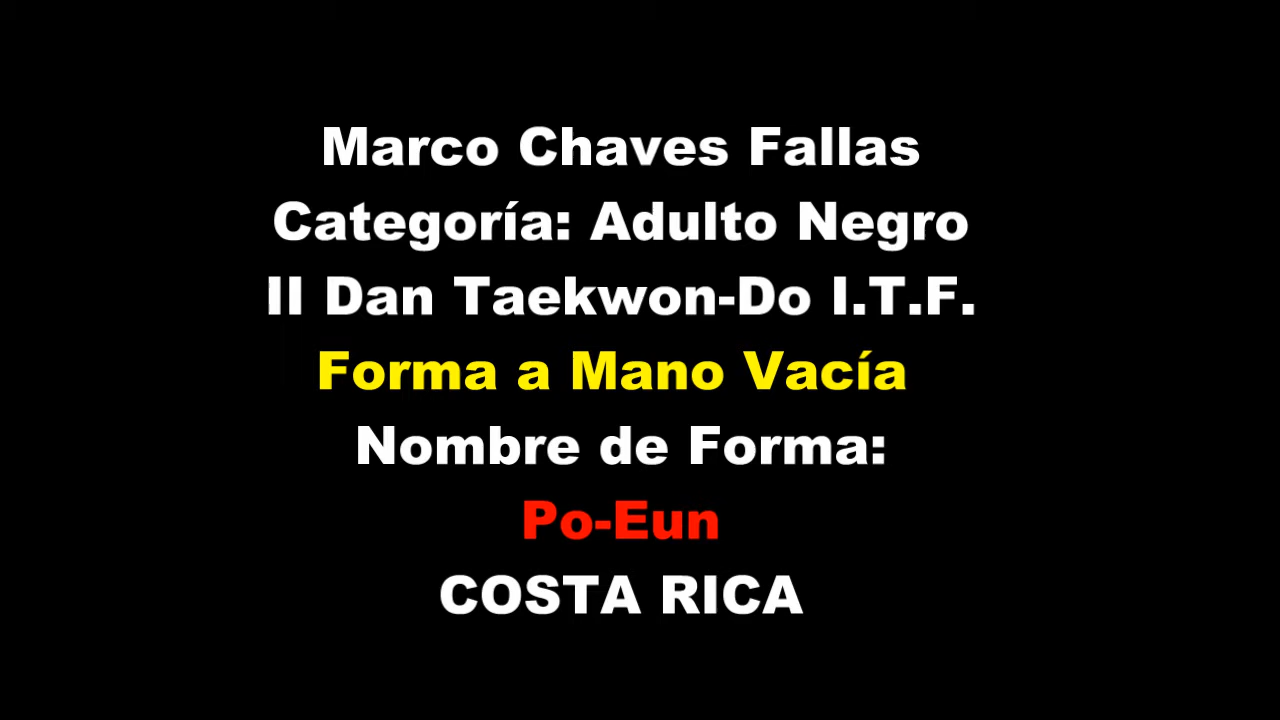 Marco Chaves Fallas
Categoría: Adulto Negro
II Dan Taekwon-Do I.T.F.
Forma a Mano Vacía
Nombre de Forma:
Po-Eun
COSTA RICA